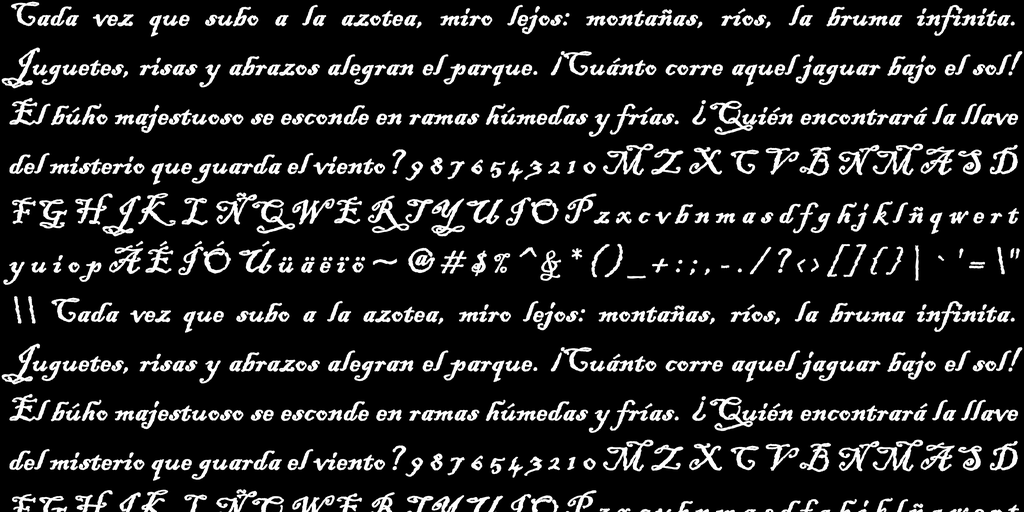 Cada vez que subo a la azotea, miro lejos: montañas, ríos, la bruma infinita.
Juguetes, risas y abrazos alegran el parque. ¡Cuánto corre aquel jaguar bajo el sol!
El búho majestuoso se esconde en ramas húmedas y frías. ¿Quién encontrará la llave
del misterio que guarda el viento? 9 8 7 6 5 4 3 2 1 0 M Z X C V B N M A S D
F G H J K L Ñ Q W E R T Y U I O P z x c v b n m a s d f g h j k l ñ q w e r t
y u i o p Á É Í Ó Ú ü ä ë ï ö ~ @ # $ % ^ & * ( ) _ + : ; , - . / ? < > [ ] { } | ` ' = \ "
\ \ Cada vez que subo a la azotea, miro lejos: montañas, ríos, la bruma infinita.
Juguetes, risas y abrazos alegran el parque. ¡Cuánto corre aquel jaguar bajo el sol!
El búho majestuoso se esconde en ramas húmedas y frías. ¿Quién encontrará la llave
del misterio que guarda el viento? 9 8 7 6 5 4 3 2 1 0 M Z X C V B N M A S D
F G H J K L Ñ Q W E R T Y U I O P z x c v b n m a s d f g h j k l ñ q w e r t